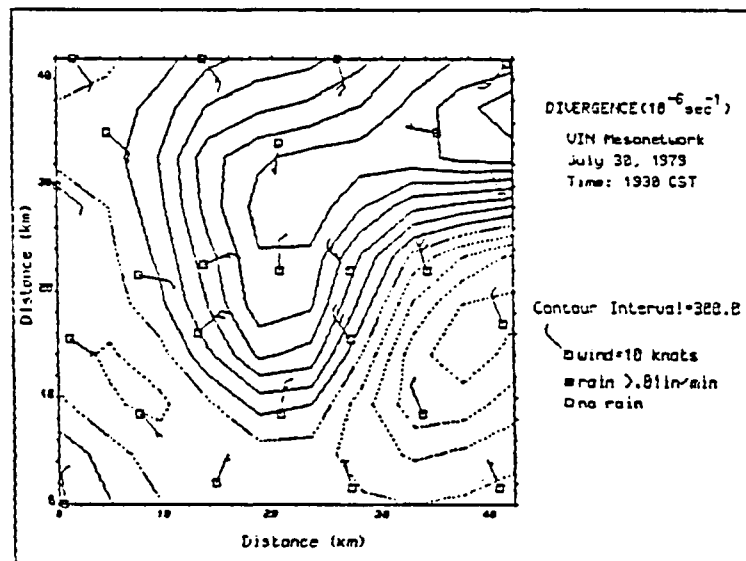 DIVERGENCE(10⁻⁶sec⁻¹)
VIN Mesonetwork
July 30, 1979
Time: 1930 CST
Contour Interval=300.0
wind=10 knots
rain >.01in/min
no rain
Distance (km)
40
30
20
10
0
0
10
20
30
40
Distance (km)